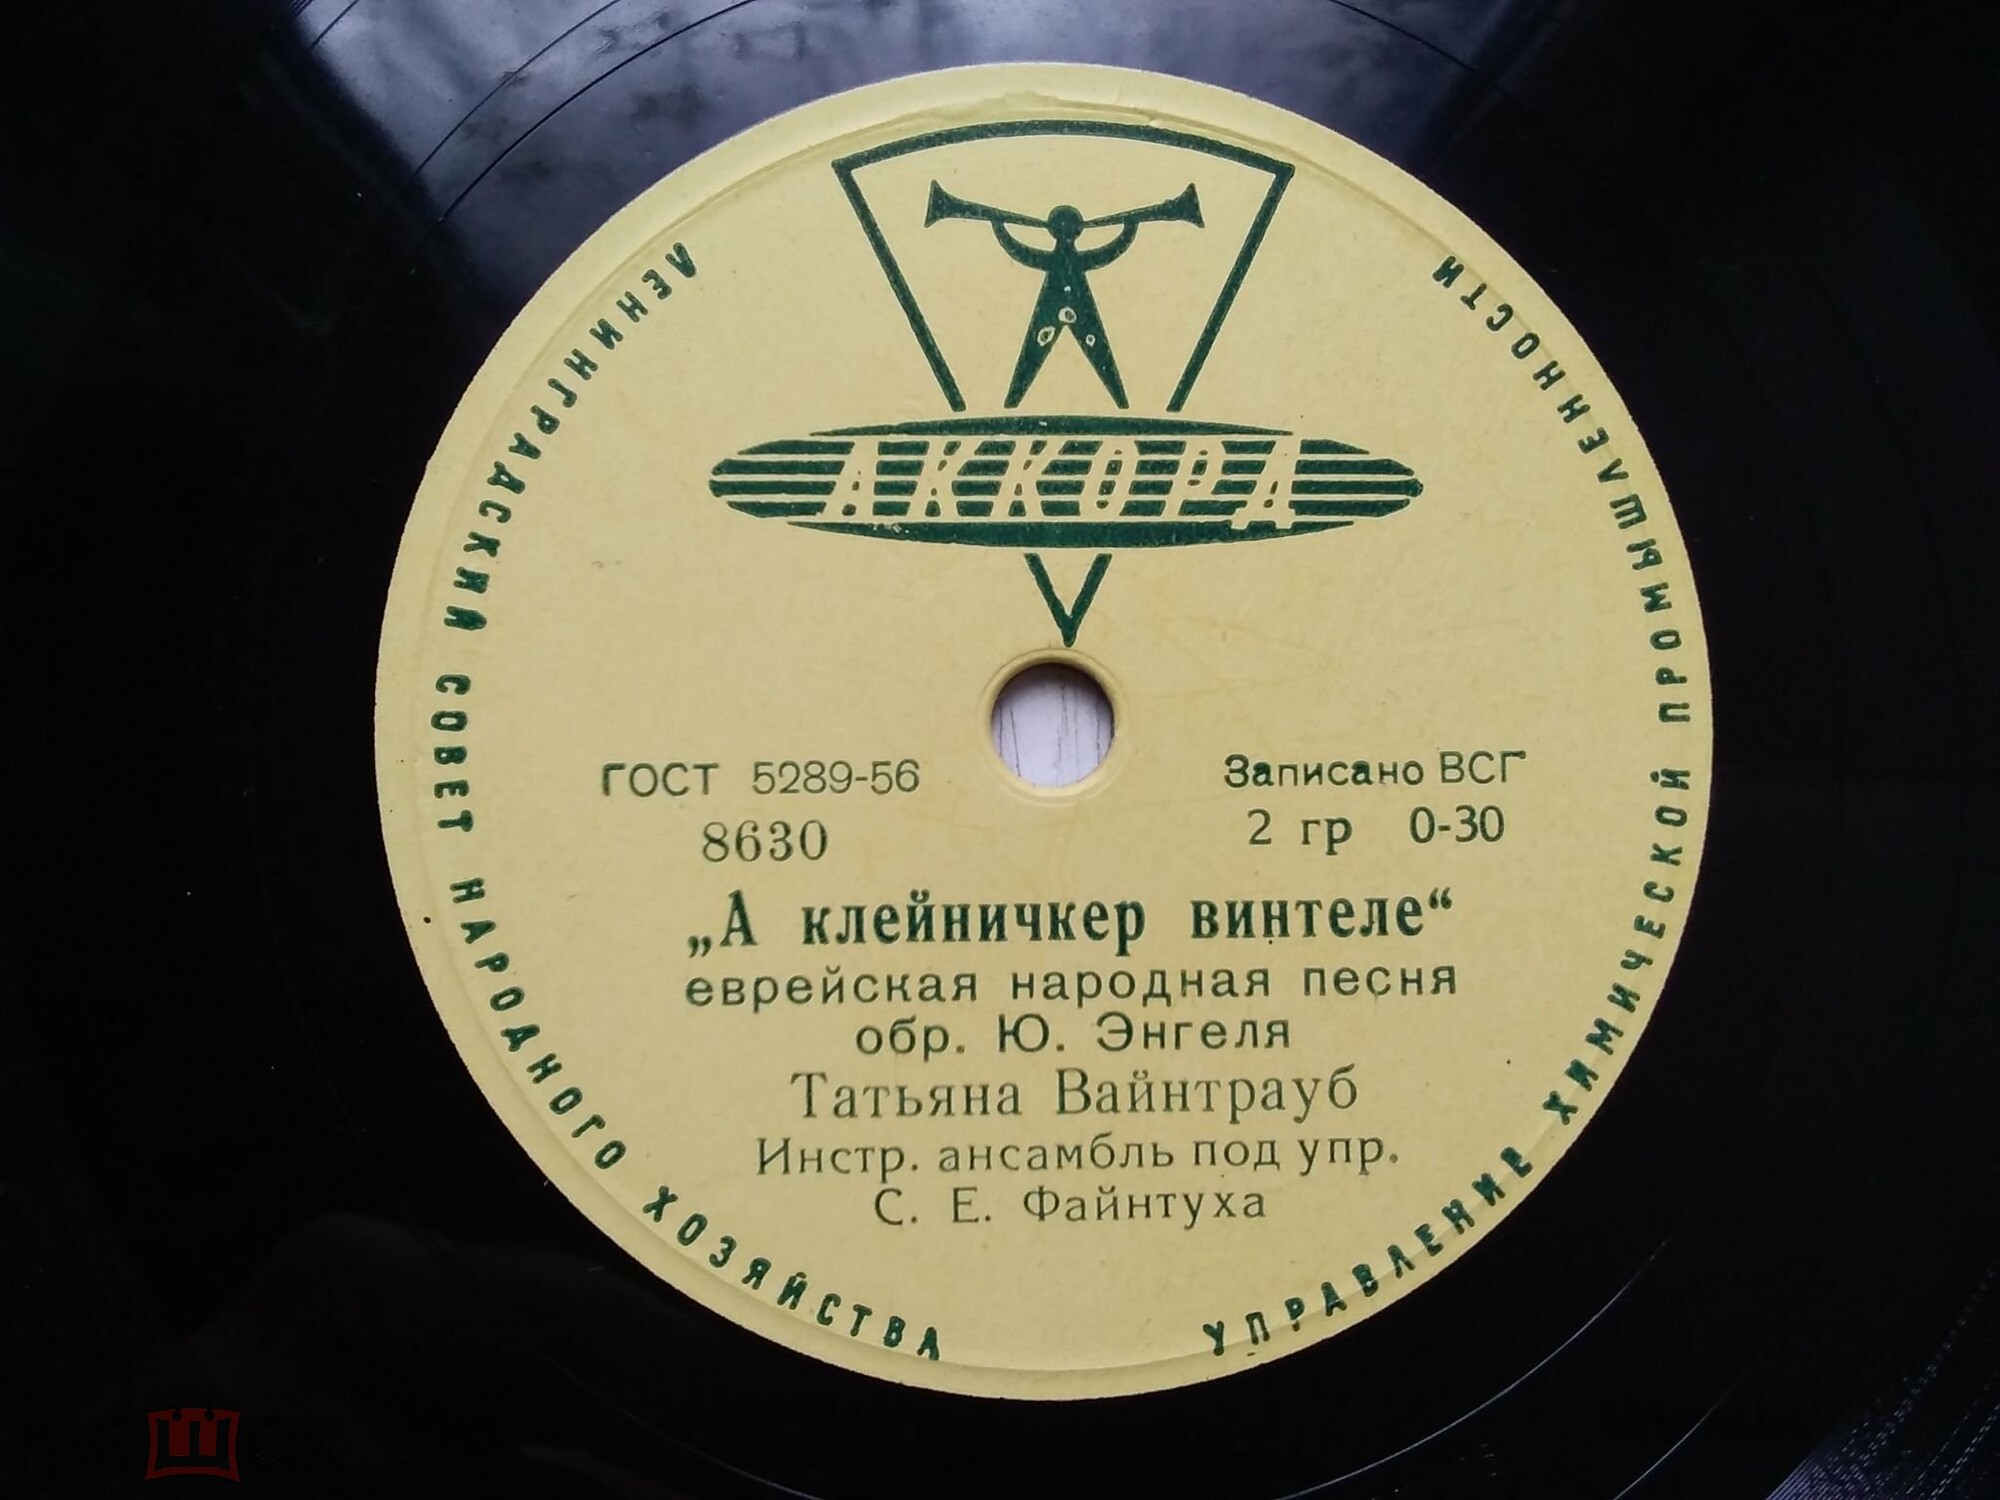 АККОРД
ЛЕНИНГРАДСКИЙ СОВЕТ НАРОДНОГО ХОЗЯЙСТВА
УПРАВЛЕНИЕ ХИМИЧЕСКОЙ ПРОМЫШЛЕННОСТИ
ГОСТ 5289-56
8630
Записано ВСГ
2 гр 0-30
„А клейничкер винтеле“
еврейская народная песня
обр. Ю. Энгеля
Татьяна Вайнтрауб
Инстр. ансамбль под упр.
С. Е. Файнтуха